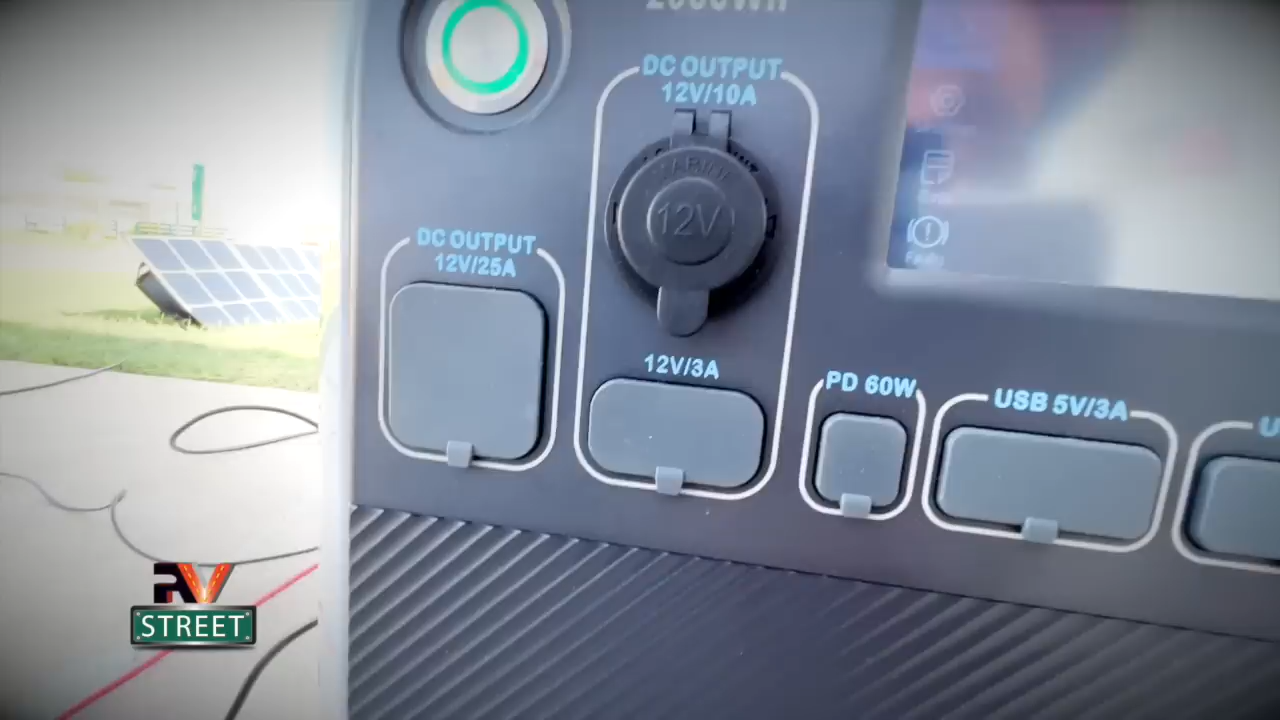 DC OUTPUT
12V/10A
12V
DC OUTPUT
12V/25A
12V/3A
PD 60W
USB 5V/3A
RV
STREET